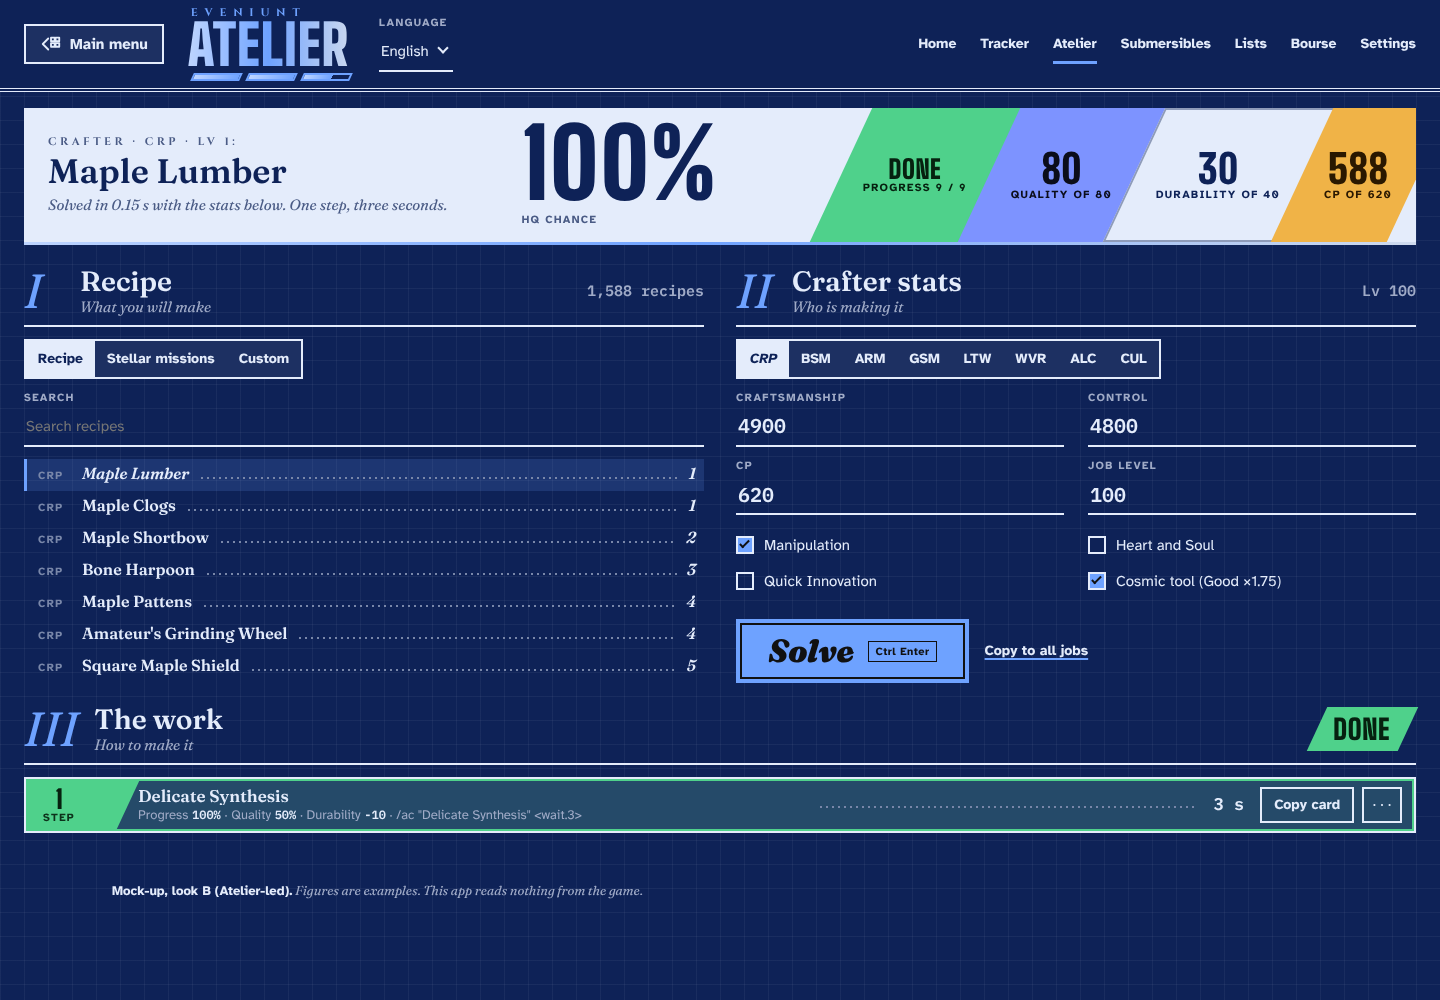 Main menu
EVENIUNT
ATELIER
LANGUAGE
English
Home
Tracker
Atelier
Submersibles
Lists
Bourse
Settings
CRAFTER · CRP · LV 1:
Maple Lumber
Solved in 0.15 s with the stats below. One step, three seconds.
100%
HQ CHANCE
DONE
PROGRESS 9 / 9
80
QUALITY OF 80
30
DURABILITY OF 40
588
CP OF 620
I
Recipe
What you will make
1,588 recipes
Recipe
Stellar missions
Custom
SEARCH
Search recipes
CRP Maple Lumber 1
CRP Maple Clogs 1
CRP Maple Shortbow 2
CRP Bone Harpoon 3
CRP Maple Pattens 4
CRP Amateur's Grinding Wheel 4
CRP Square Maple Shield 5
II
Crafter stats
Who is making it
Lv 100
CRP
BSM
ARM
GSM
LTW
WVR
ALC
CUL
CRAFTSMANSHIP
4900
CONTROL
4800
CP
620
JOB LEVEL
100
Manipulation
Heart and Soul
Quick Innovation
Cosmic tool (Good ×1.75)
Solve
Ctrl Enter
Copy to all jobs
III
The work
How to make it
DONE
1
STEP
Delicate Synthesis
Progress 100% · Quality 50% · Durability -10 · /ac "Delicate Synthesis" <wait.3>
3 s
Copy card
...
Mock-up, look B (Atelier-led). Figures are examples. This app reads nothing from the game.